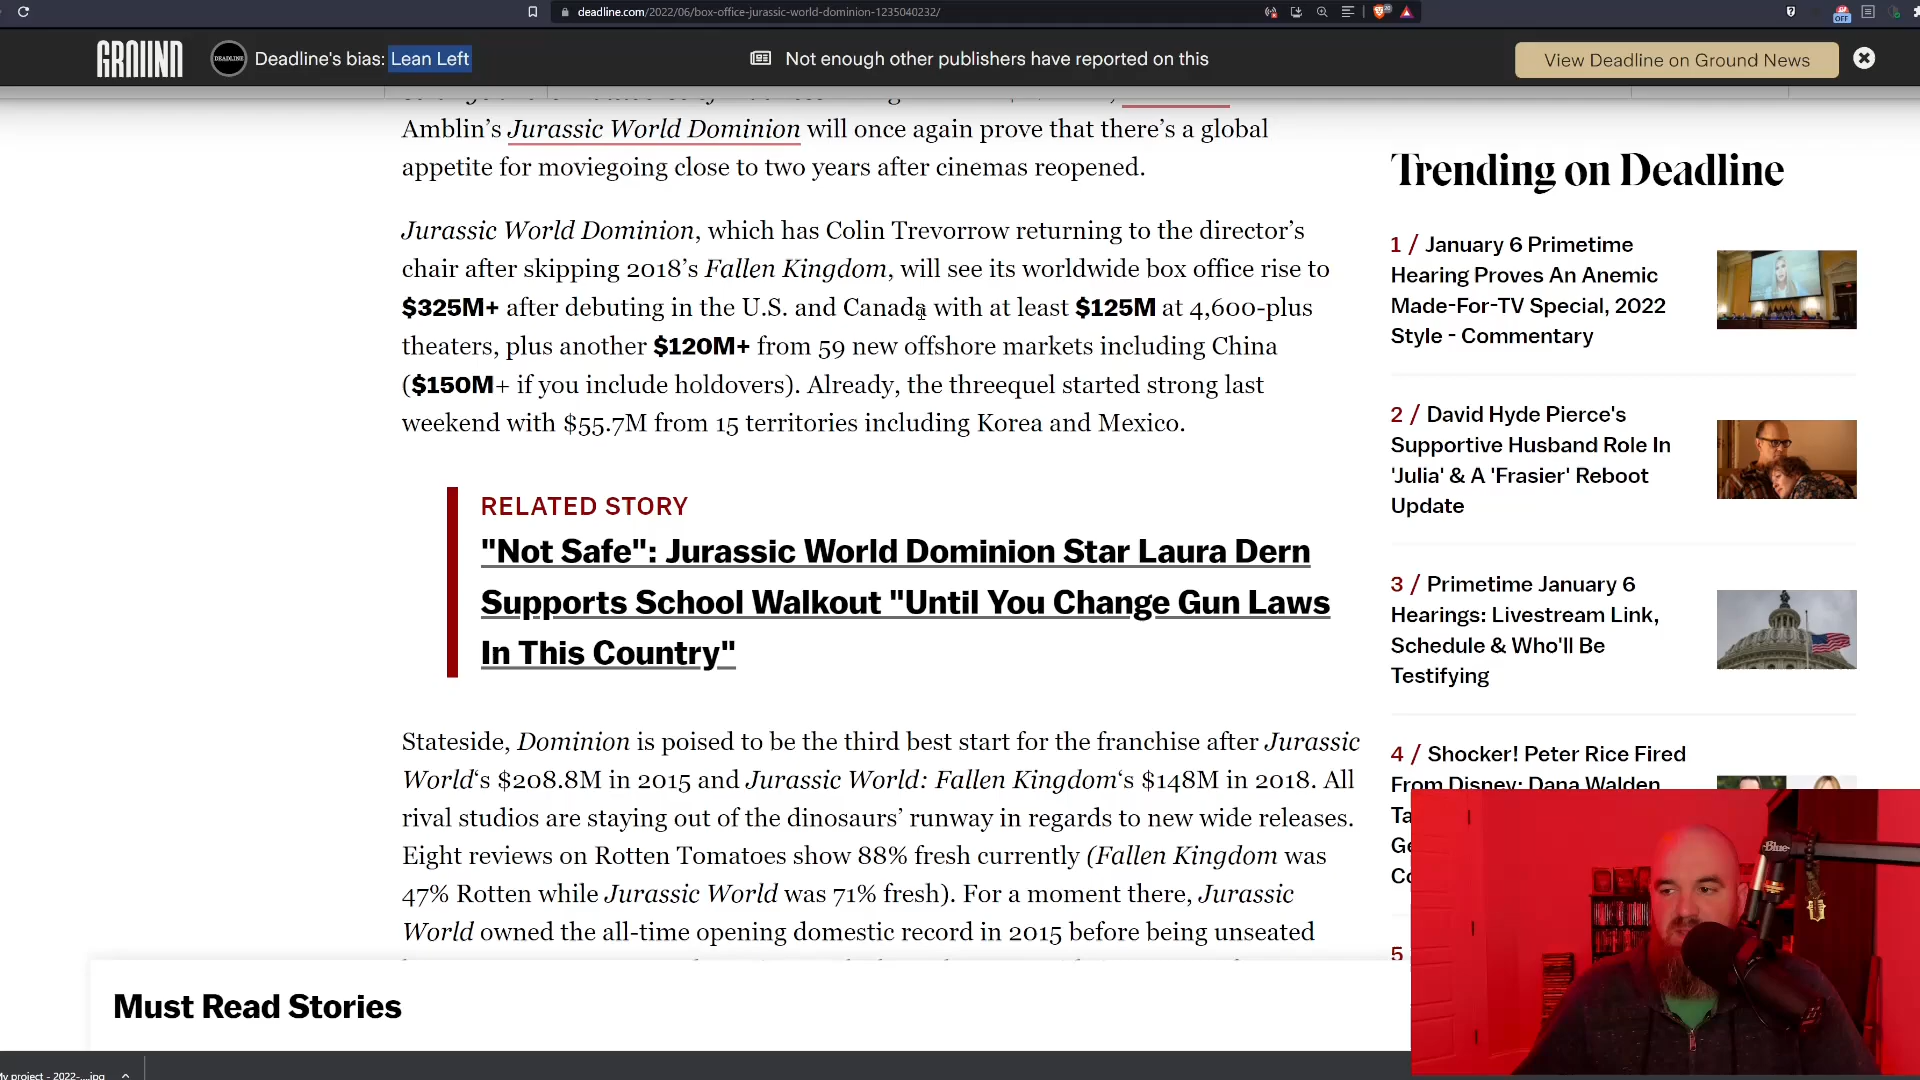 deadline.com/2022/06/box-office-jurassic-world-dominion-1235040232/
OFF
GROUND
DEADLINE
Deadline's bias: Lean Left
Not enough other publishers have reported on this
View Deadline on Ground News
Amblin’s Jurassic World Dominion will once again prove that there’s a global
appetite for moviegoing close to two years after cinemas reopened.
Jurassic World Dominion, which has Colin Trevorrow returning to the director’s
chair after skipping 2018’s Fallen Kingdom, will see its worldwide box office rise to
$325M+ after debuting in the U.S. and Canada with at least $125M at 4,600-plus
theaters, plus another $120M+ from 59 new offshore markets including China
($150M+ if you include holdovers). Already, the threequel started strong last
weekend with $55.7M from 15 territories including Korea and Mexico.
RELATED STORY
"Not Safe": Jurassic World Dominion Star Laura Dern
Supports School Walkout "Until You Change Gun Laws
In This Country"
Stateside, Dominion is poised to be the third best start for the franchise after Jurassic
World‘s $208.8M in 2015 and Jurassic World: Fallen Kingdom‘s $148M in 2018. All
rival studios are staying out of the dinosaurs’ runway in regards to new wide releases.
Eight reviews on Rotten Tomatoes show 88% fresh currently (Fallen Kingdom was
47% Rotten while Jurassic World was 71% fresh). For a moment there, Jurassic
World owned the all-time opening domestic record in 2015 before being unseated
Trending on Deadline
1 / January 6 Primetime
Hearing Proves An Anemic
Made-For-TV Special, 2022
Style - Commentary
2 / David Hyde Pierce's
Supportive Husband Role In
'Julia' & A 'Frasier' Reboot
Update
3 / Primetime January 6
Hearings: Livestream Link,
Schedule & Who'll Be
Testifying
4 / Shocker! Peter Rice Fired
From Disney; Dana Walden
Ta
Ge
Co
5
Blue
Must Read Stories
My project - 2022-....jpg